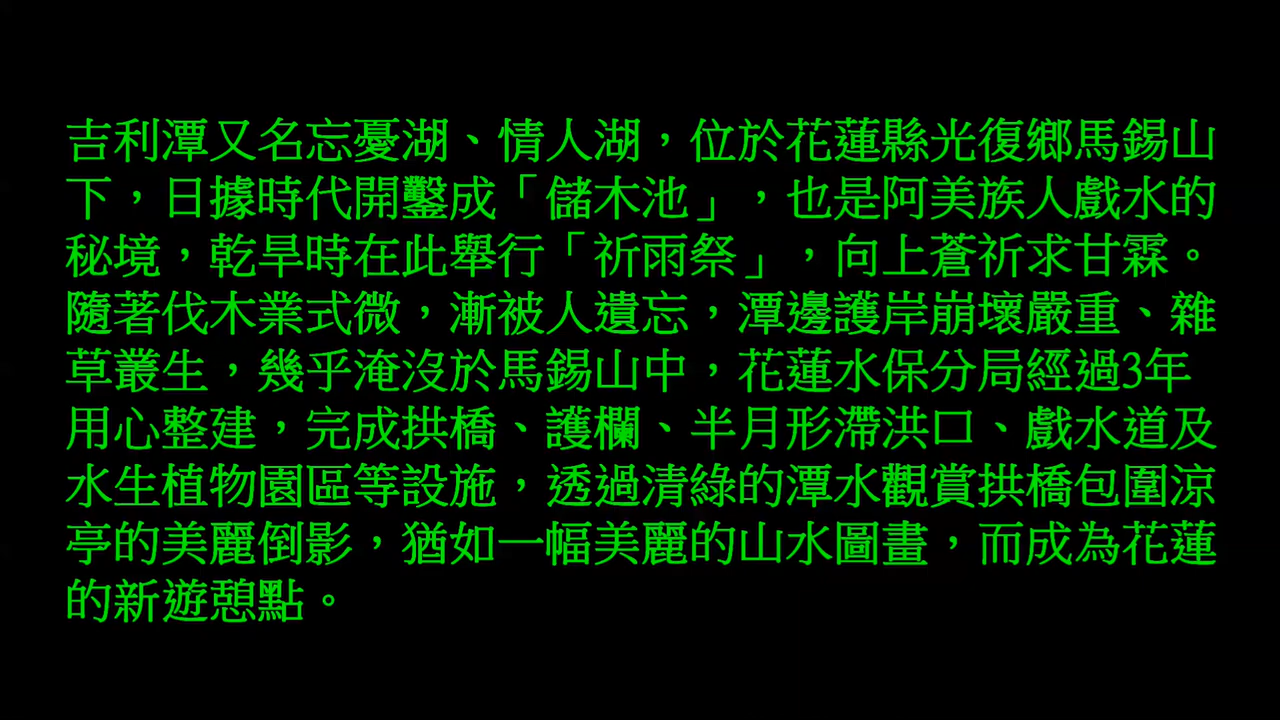 吉利潭又名忘憂湖、情人湖，位於花蓮縣光復鄉馬錫山
下，日據時代開鑿成「儲木池」，也是阿美族人戲水的
秘境，乾旱時在此舉行「祈雨祭」，向上蒼祈求甘霖。
隨著伐木業式微，漸被人遺忘，潭邊護岸崩壞嚴重、雜
草叢生，幾乎淹沒於馬錫山中，花蓮水保分局經過3年
用心整建，完成拱橋、護欄、半月形滯洪口、戲水道及
水生植物園區等設施，透過清綠的潭水觀賞拱橋包圍涼
亭的美麗倒影，猶如一幅美麗的山水圖畫，而成為花蓮
的新遊憩點。